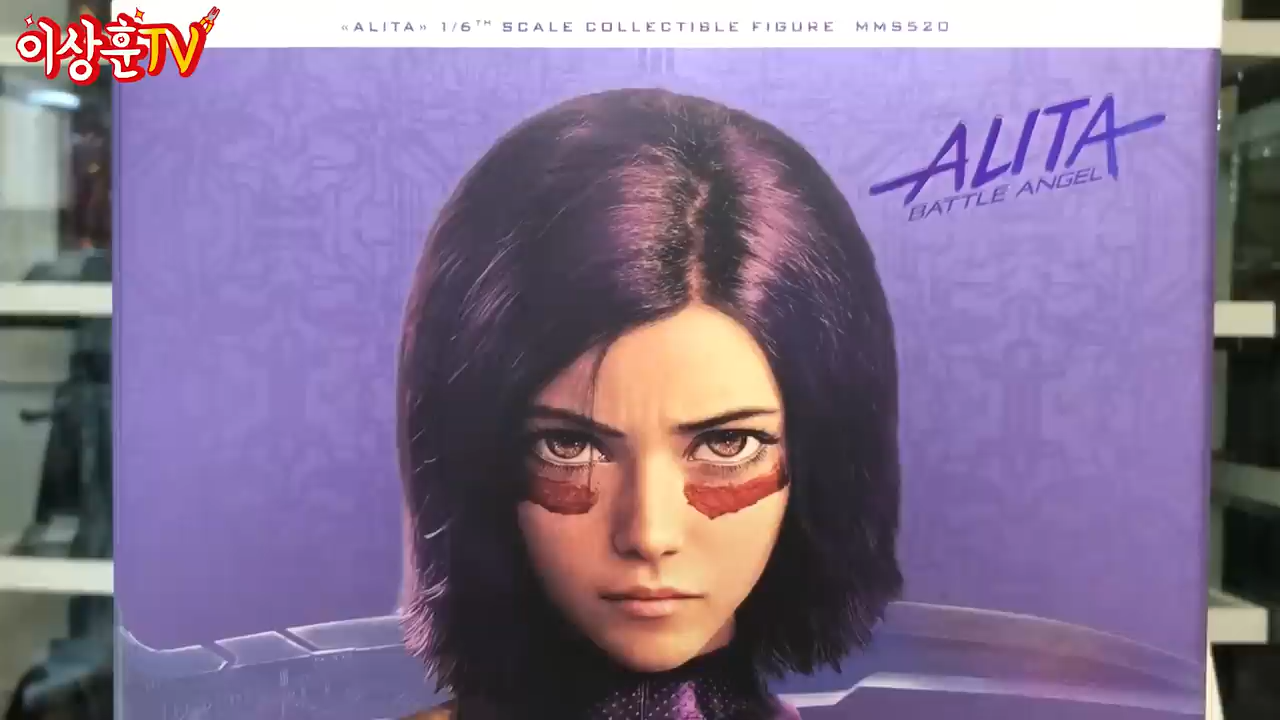 이상훈TV
«ALITA» 1/6TH SCALE COLLECTIBLE FIGURE MMS520
ALITA
BATTLE ANGEL